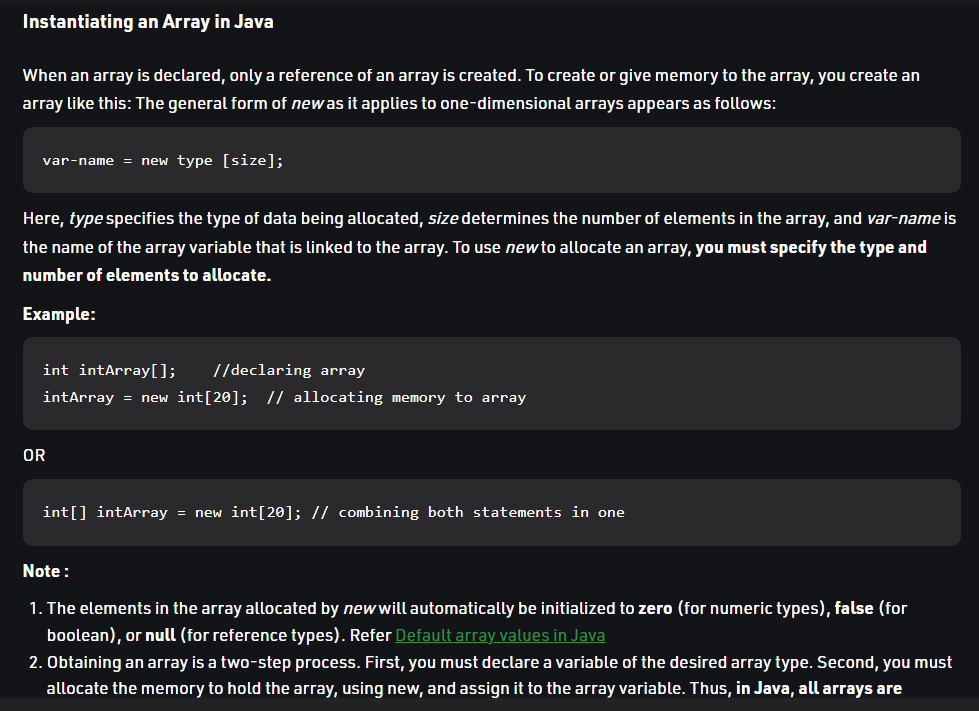 Instantiating an Array in Java
When an array is declared, only a reference of an array is created. To create or give memory to the array, you create an
array like this: The general form of new as it applies to one-dimensional arrays appears as follows:
var-name = new type [size];
Here, type specifies the type of data being allocated, size determines the number of elements in the array, and var-name is
the name of the array variable that is linked to the array. To use new to allocate an array, you must specify the type and
number of elements to allocate.
Example:
int intArray[];    //declaring array
intArray = new int[20];  // allocating memory to array
OR
int[] intArray = new int[20]; // combining both statements in one
Note :
1. The elements in the array allocated by new will automatically be initialized to zero (for numeric types), false (for
boolean), or null (for reference types). Refer Default array values in Java
2. Obtaining an array is a two-step process. First, you must declare a variable of the desired array type. Second, you must
allocate the memory to hold the array, using new, and assign it to the array variable. Thus, in Java, all arrays are